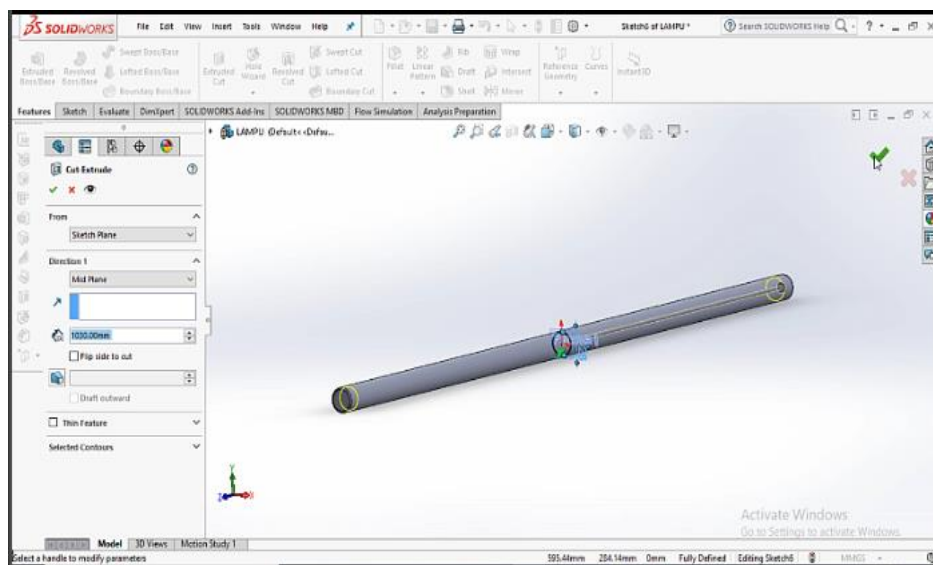 SOLIDWORKS File Edit View Insert Tools Window Help Sketch6 of LAMPU * Search SOLIDWORKS Help
Extruded Boss/Base Revolved Boss/Base Swept Boss/Base Lofted Boss/Base Boundary Boss/Base Extruded Cut Hole Wizard Revolved Cut Swept Cut Lofted Cut Boundary Cut Fillet Linear Pattern Rib Draft Shell Wrap Intersect Mirror Reference Geometry Curves Instant3D
Features Sketch Evaluate DimXpert SOLIDWORKS Add-Ins SOLIDWORKS MBD Flow Simulation Analysis Preparation
LAMPU (Default<<Defau...
Cut Extrude
From
Sketch Plane
Direction 1
Mid Plane
1030.00mm
Flip side to cut
Draft outward
Thin Feature
Selected Contours
Activate Windows
Go to Settings to activate Windows.
Model 3D Views Motion Study 1
Select a handle to modify parameters 595.44mm 284.14mm 0mm Fully Defined Editing Sketch6 MMGS